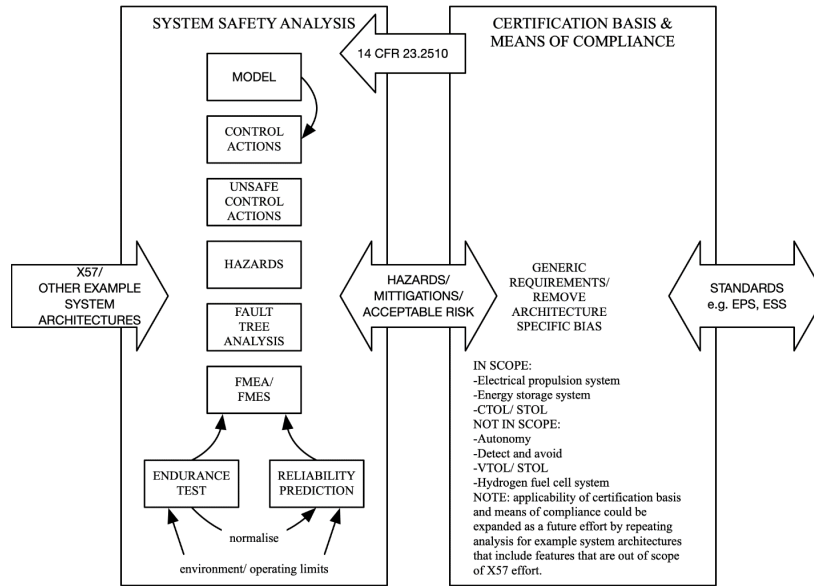 SYSTEM SAFETY ANALYSIS
CERTIFICATION BASIS &
MEANS OF COMPLIANCE
14 CFR 23.2510
MODEL
CONTROL
ACTIONS
UNSAFE
CONTROL
ACTIONS
HAZARDS
FAULT
TREE
ANALYSIS
FMEA/
FMES
ENDURANCE
TEST
RELIABILITY
PREDICTION
normalise
environment/ operating limits
X57/
OTHER EXAMPLE
SYSTEM
ARCHITECTURES
HAZARDS/
MITTIGATIONS/
ACCEPTABLE RISK
GENERIC
REQUIREMENTS/
REMOVE
ARCHITECTURE
SPECIFIC BIAS
STANDARDS
e.g. EPS, ESS
IN SCOPE:
-Electrical propulsion system
-Energy storage system
-CTOL/ STOL
NOT IN SCOPE:
-Autonomy
-Detect and avoid
-VTOL/ STOL
-Hydrogen fuel cell system
NOTE: applicability of certification basis
and means of compliance could be
expanded as a future effort by repeating
analysis for example system architectures
that include features that are out of scope
of X57 effort.